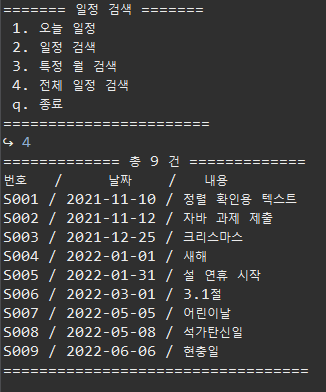 ======= 일정 검색 =======
1. 오늘 일정
2. 일정 검색
3. 특정 월 검색
4. 전체 일정 검색
q. 종료
======================
↪ 4
============ 총 9 건 ============
번호 / 날짜 / 내용
S001 / 2021-11-10 / 정렬 확인용 텍스트
S002 / 2021-11-12 / 자바 과제 제출
S003 / 2021-12-25 / 크리스마스
S004 / 2022-01-01 / 새해
S005 / 2022-01-31 / 설 연휴 시작
S006 / 2022-03-01 / 3.1절
S007 / 2022-05-05 / 어린이날
S008 / 2022-05-08 / 석가탄신일
S009 / 2022-06-06 / 현충일
================================